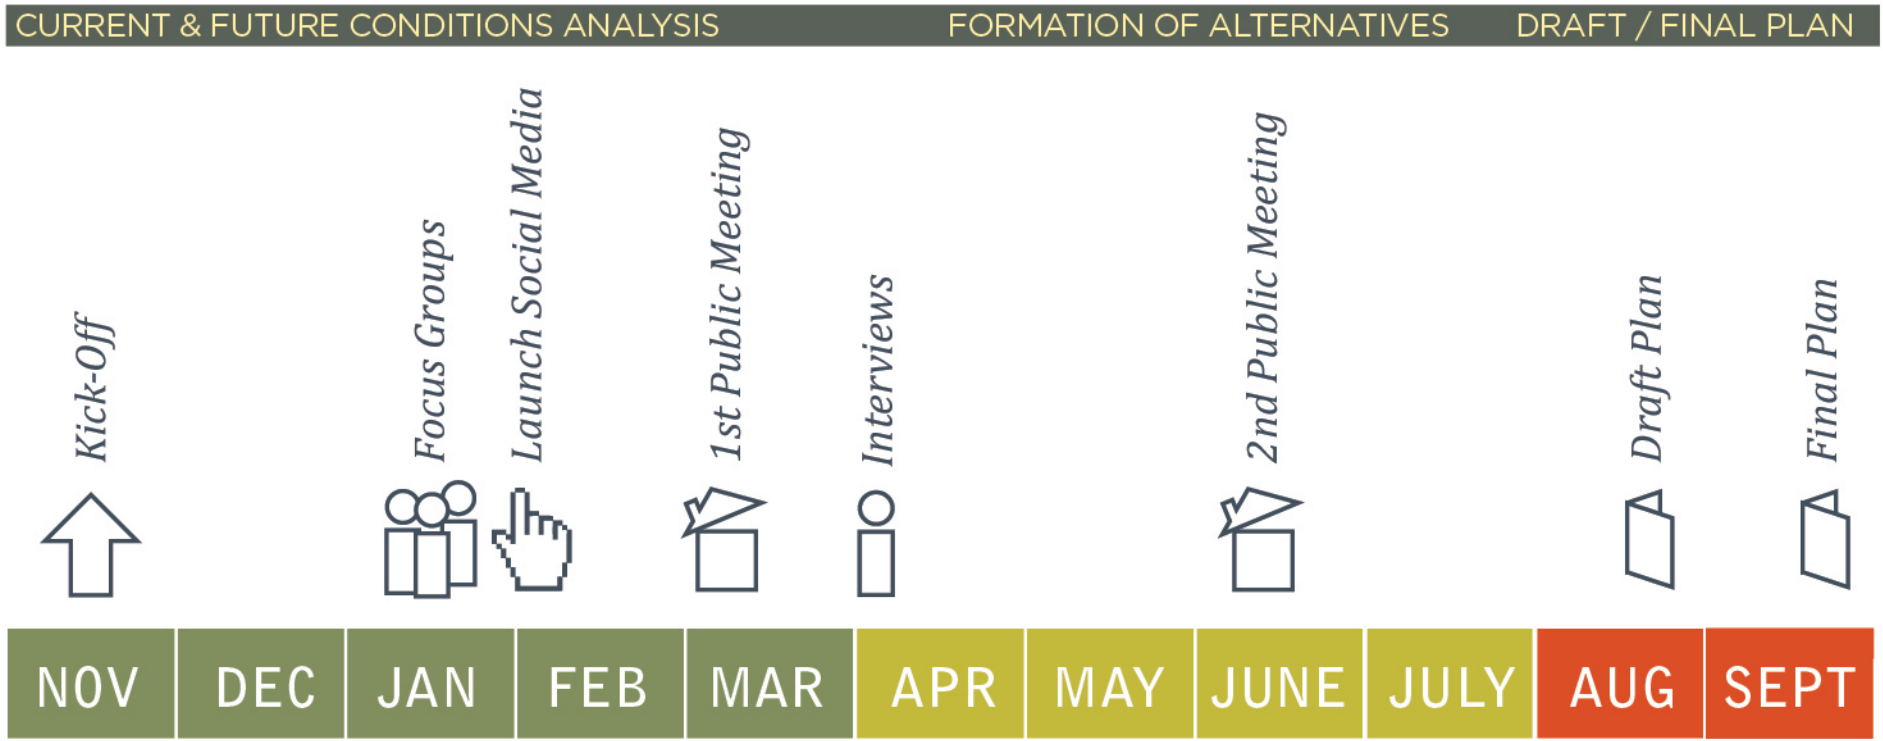 CURRENT & FUTURE CONDITIONS ANALYSIS
FORMATION OF ALTERNATIVES
DRAFT / FINAL PLAN
Kick-Off
Focus Groups
Launch Social Media
1st Public Meeting
Interviews
2nd Public Meeting
Draft Plan
Final Plan
NOV
DEC
JAN
FEB
MAR
APR
MAY
JUNE
JULY
AUG
SEPT